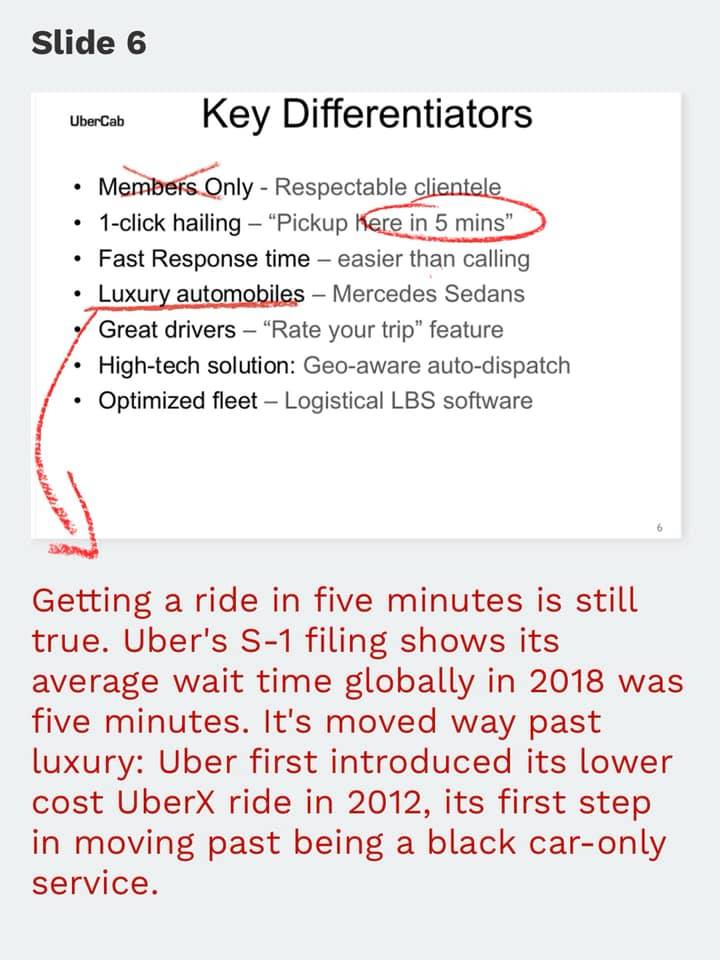 Slide 6
UberCab
Key Differentiators
• Members Only - Respectable clientele
• 1-click hailing – “Pickup here in 5 mins”
• Fast Response time – easier than calling
• Luxury automobiles – Mercedes Sedans
• Great drivers – “Rate your trip” feature
• High-tech solution: Geo-aware auto-dispatch
• Optimized fleet – Logistical LBS software
6
Getting a ride in five minutes is still
true. Uber's S-1 filing shows its
average wait time globally in 2018 was
five minutes. It's moved way past
luxury: Uber first introduced its lower
cost UberX ride in 2012, its first step
in moving past being a black car-only
service.